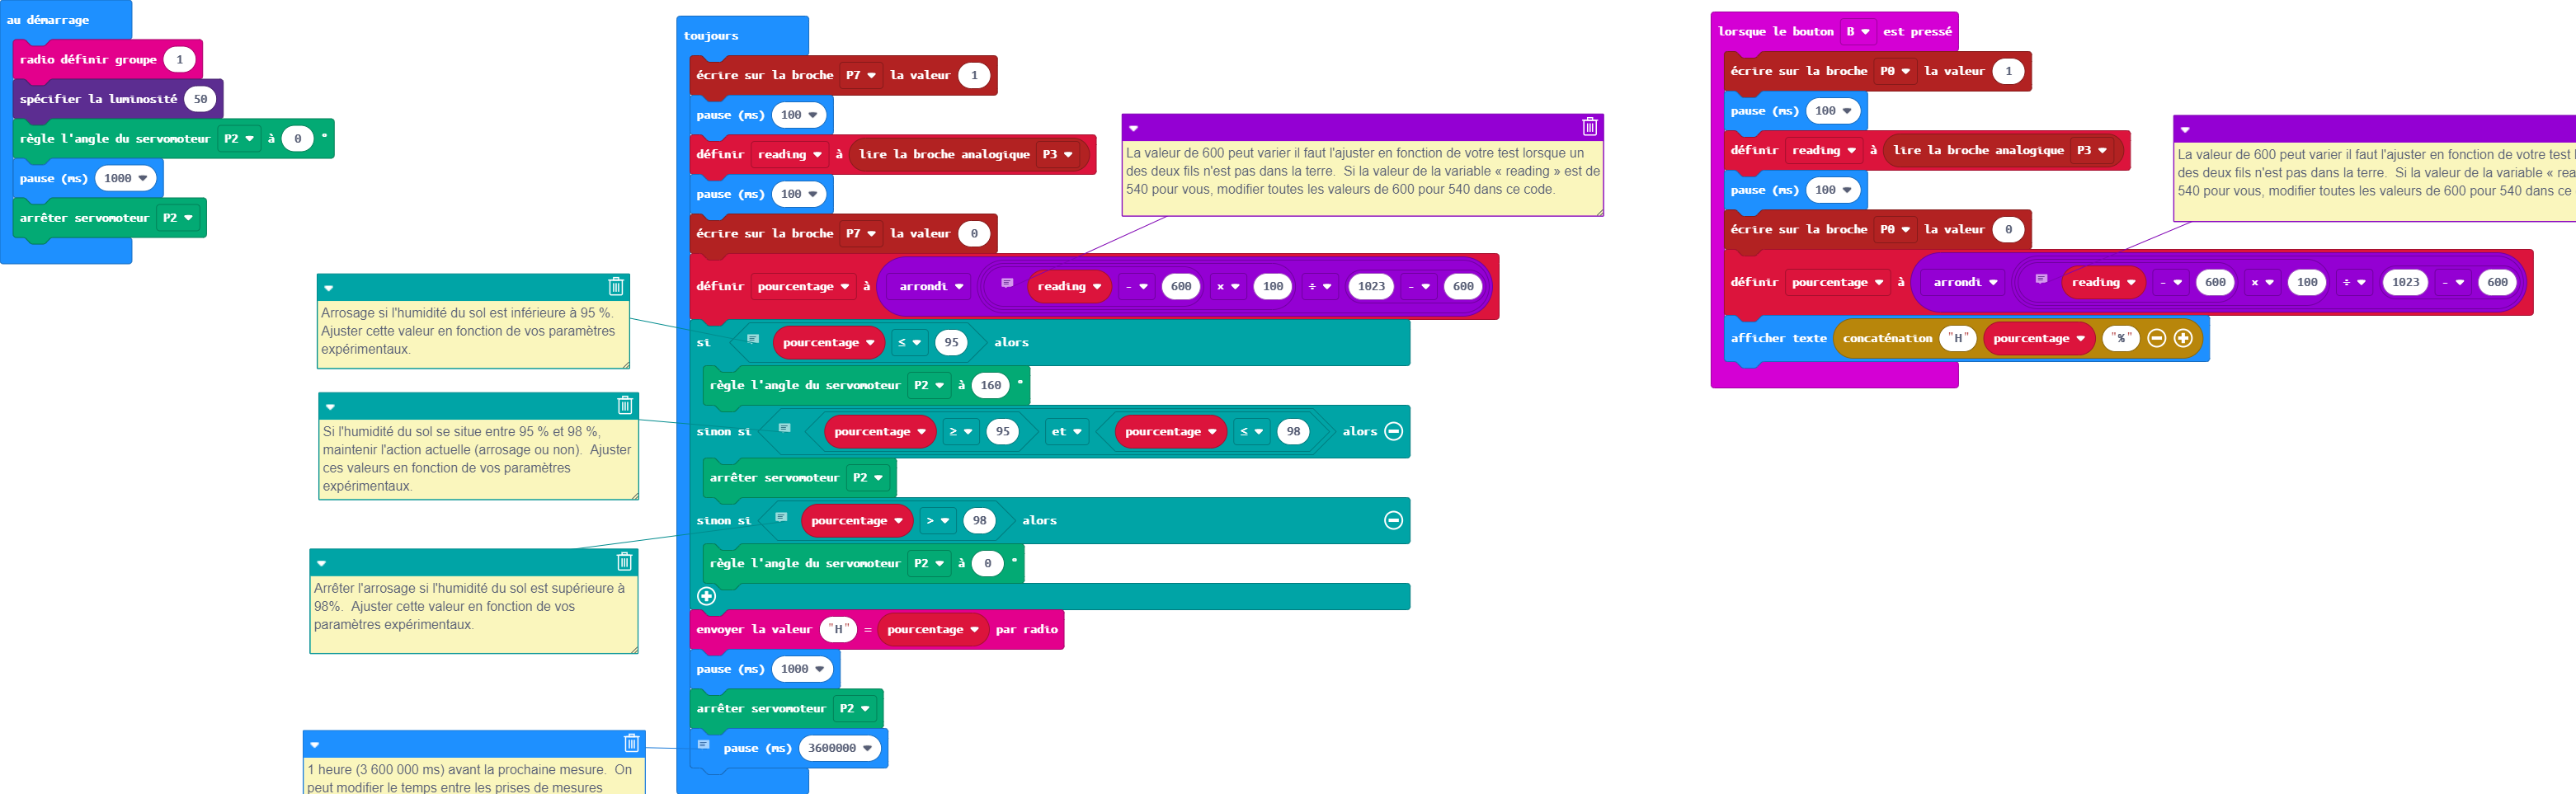 au démarrage
radio définir groupe 1
spécifier la luminosité 50
règle l'angle du servomoteur P2 à 0 °
pause (ms) 1000
arrêter servomoteur P2
toujours
écrire sur la broche P7 la valeur 1
pause (ms) 100
définir reading à lire la broche analogique P3
pause (ms) 100
écrire sur la broche P7 la valeur 0
définir pourcentage à arrondi reading - 600 × 100 ÷ 1023 - 600
si pourcentage ≤ 95 alors
règle l'angle du servomoteur P2 à 160 °
sinon si pourcentage ≥ 95 et pourcentage ≤ 98 alors
arrêter servomoteur P2
sinon si pourcentage > 98 alors
règle l'angle du servomoteur P2 à 0 °
envoyer la valeur "H" = pourcentage par radio
pause (ms) 1000
arrêter servomoteur P2
pause (ms) 3600000
La valeur de 600 peut varier il faut l'ajuster en fonction de votre test lorsque un
des deux fils n'est pas dans la terre. Si la valeur de la variable « reading » est de
540 pour vous, modifier toutes les valeurs de 600 pour 540 dans ce code.
Arrosage si l'humidité du sol est inférieure à 95 %.
Ajuster cette valeur en fonction de vos paramètres
expérimentaux.
Si l'humidité du sol se situe entre 95 % et 98 %,
maintenir l'action actuelle (arrosage ou non). Ajuster
ces valeurs en fonction de vos paramètres
expérimentaux.
Arrêter l'arrosage si l'humidité du sol est supérieure à
98%. Ajuster cette valeur en fonction de vos
paramètres expérimentaux.
1 heure (3 600 000 ms) avant la prochaine mesure. On
peut modifier le temps entre les prises de mesures
lorsque le bouton B est pressé
écrire sur la broche P0 la valeur 1
pause (ms) 100
définir reading à lire la broche analogique P3
pause (ms) 100
écrire sur la broche P0 la valeur 0
définir pourcentage à arrondi reading - 600 × 100 ÷ 1023 - 600
afficher texte concaténation "H" pourcentage "%"
La valeur de 600 peut varier il faut l'ajuster en fonction de votre test
des deux fils n'est pas dans la terre. Si la valeur de la variable « rea
540 pour vous, modifier toutes les valeurs de 600 pour 540 dans ce